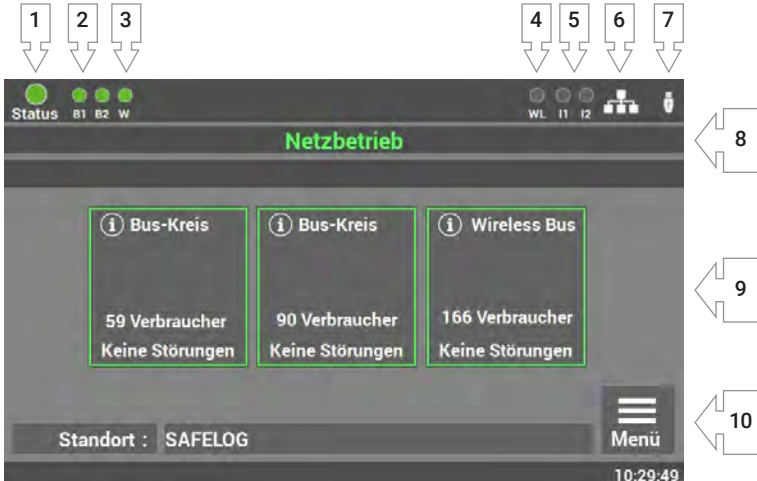 1 2 3 4 5 6 7
Status B1 B2 W WL I1 I2
Netzbetrieb
8
Bus-Kreis Bus-Kreis Wireless Bus
9
59 Verbraucher 90 Verbraucher 166 Verbraucher
Keine Störungen Keine Störungen Keine Störungen
10
Standort : SAFELOG Menü
10:29:49